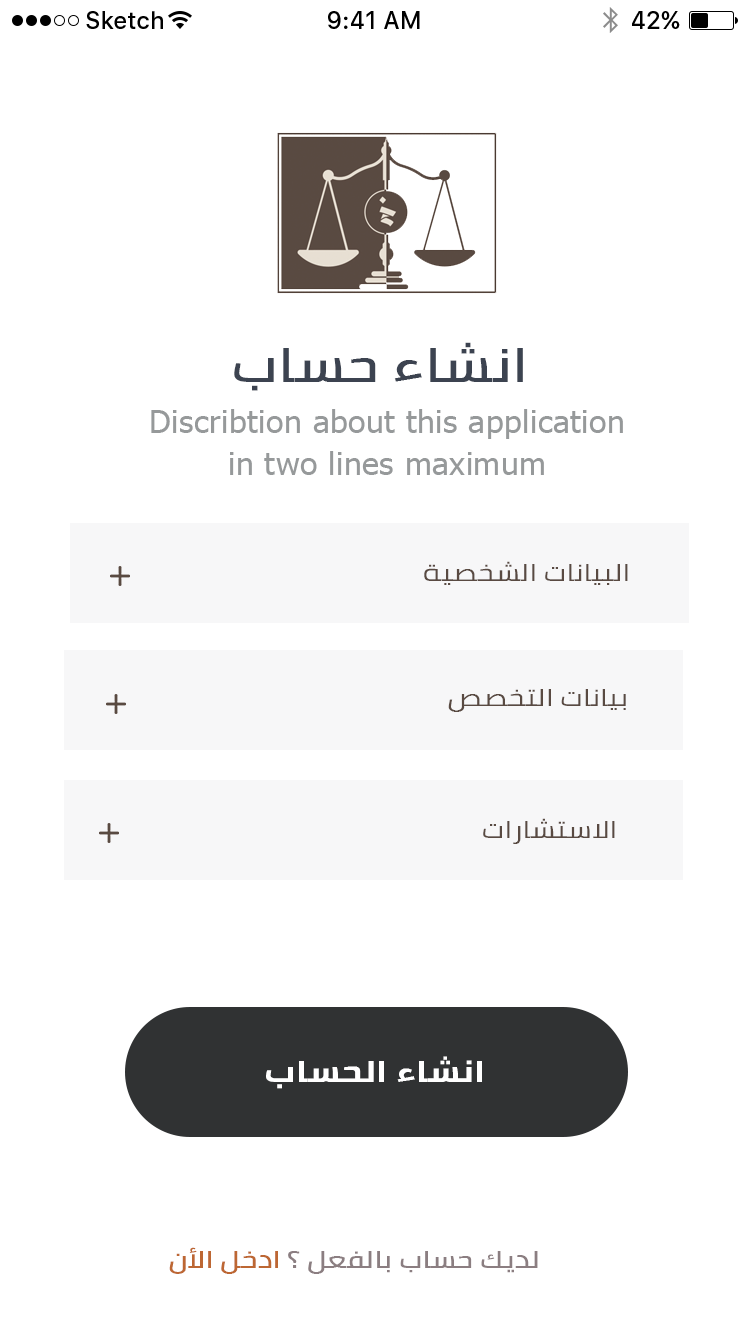 Sketch 9:41 AM 42%
انشاء حساب
Discribtion about this application
in two lines maximum
البيانات الشخصية +
بيانات التخصص +
الاستشارات +
انشاء الحساب
لديك حساب بالفعل ؟ ادخل الأن